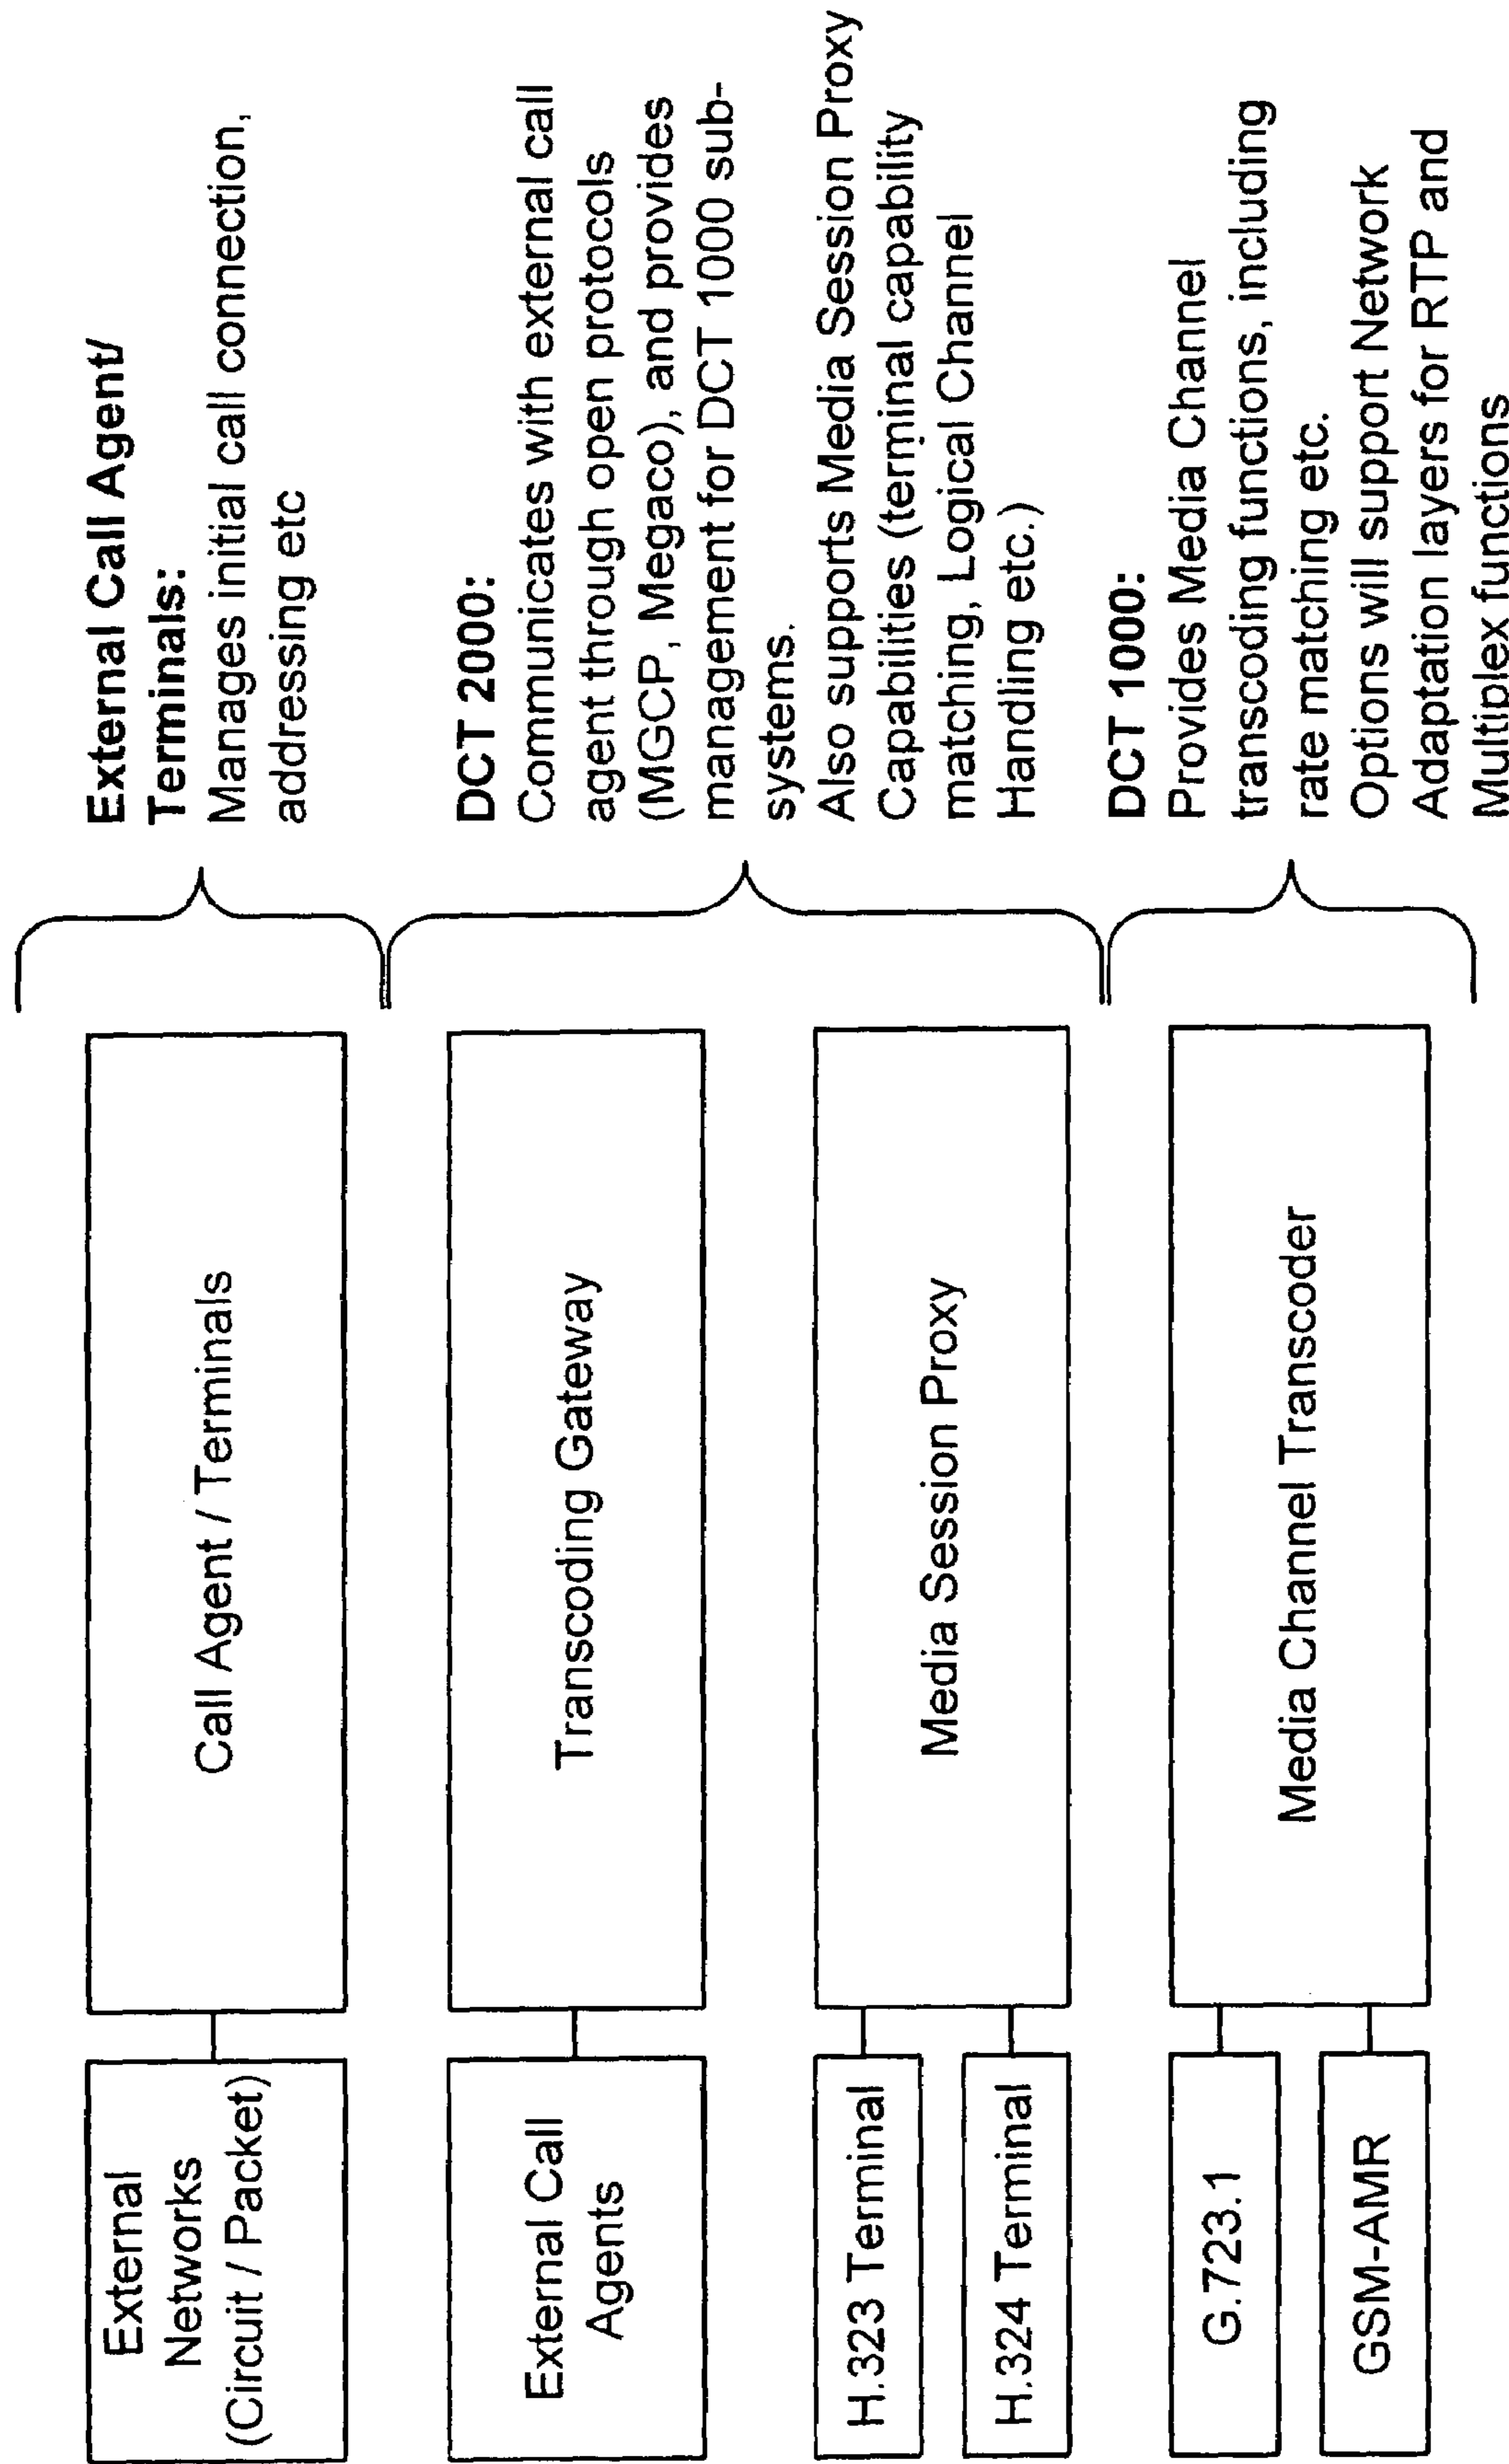 External
Networks
(Circuit / Packet)
Call Agent / Terminals
External Call Agent/
Terminals:
Manages initial call connection,
addressing etc
External Call
Agents
Transcoding Gateway
H.323 Terminal
H.324 Terminal
Media Session Proxy
DCT 2000:
Communicates with external call
agent through open protocols
(MGCP, Megaco), and provides
management for DCT 1000 sub-
systems.
Also supports Media Session Proxy
Capabilities (terminal capability
matching, Logical Channel
Handling etc.)
G.723.1
GSM-AMR
Media Channel Transcoder
DCT 1000:
Provides Media Channel
transcoding functions, including
rate matching etc.
Options will support Network
Adaptation layers for RTP and
Multiplex functions